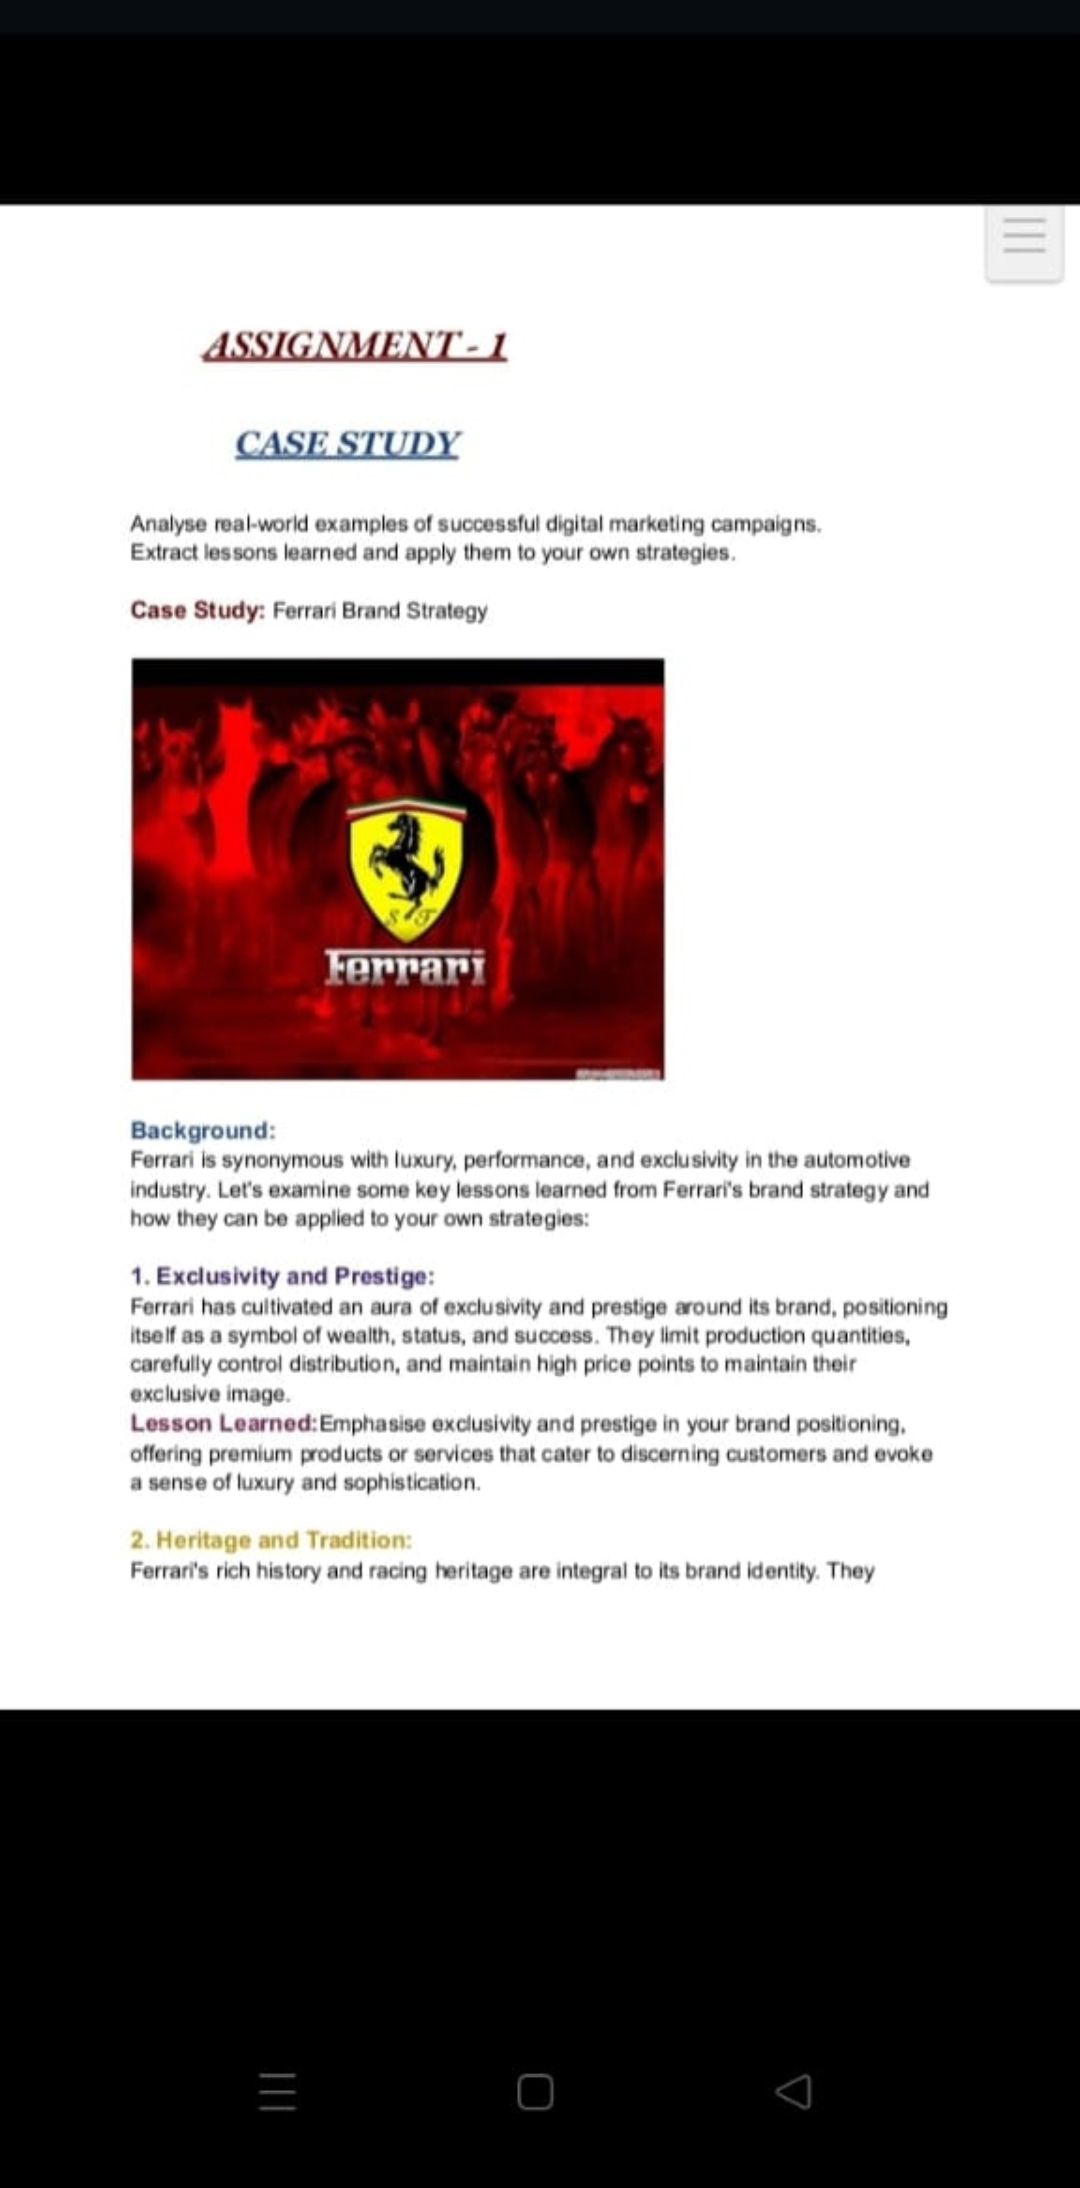 ASSIGNMENT - 1
CASE STUDY
Analyse real-world examples of successful digital marketing campaigns.
Extract lessons learned and apply them to your own strategies.
Case Study: Ferrari Brand Strategy
S F
Ferrari
Background:
Ferrari is synonymous with luxury, performance, and exclusivity in the automotive
industry. Let's examine some key lessons learned from Ferrari's brand strategy and
how they can be applied to your own strategies:
1. Exclusivity and Prestige:
Ferrari has cultivated an aura of exclusivity and prestige around its brand, positioning
itself as a symbol of wealth, status, and success. They limit production quantities,
carefully control distribution, and maintain high price points to maintain their
exclusive image.
Lesson Learned:Emphasise exclusivity and prestige in your brand positioning,
offering premium products or services that cater to discerning customers and evoke
a sense of luxury and sophistication.
2. Heritage and Tradition:
Ferrari's rich history and racing heritage are integral to its brand identity. They